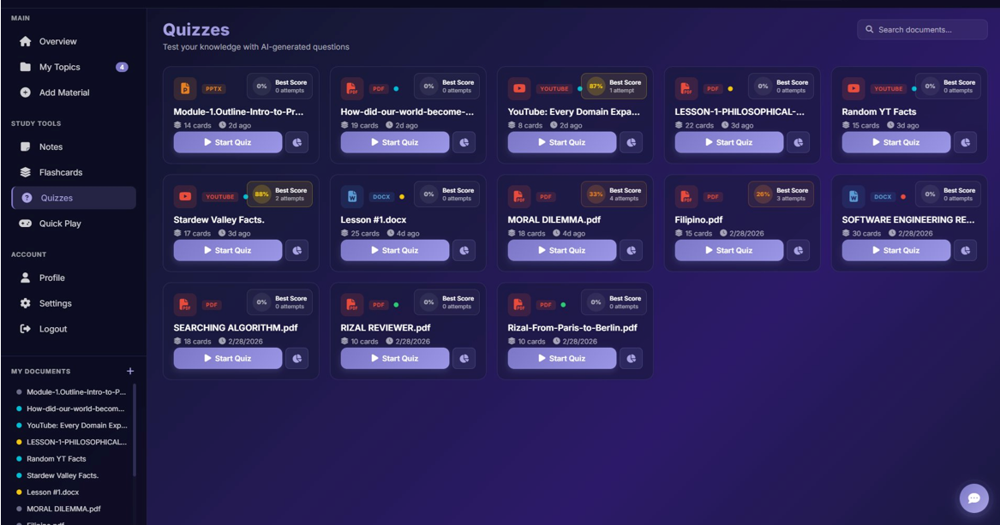 MAIN
Overview
My Topics 4
Add Material
STUDY TOOLS
Notes
Flashcards
Quizzes
Quick Play
ACCOUNT
Profile
Settings
Logout
MY DOCUMENTS +
Module-1.Outline-Intro-to-P...
How-did-our-world-becom...
YouTube: Every Domain Exp...
LESSON-1-PHILOSOPHICAL...
Random YT Facts
Stardew Valley Facts.
Lesson #1.docx
MORAL DILEMMA.pdf
Filipino.pdf
Quizzes
Test your knowledge with AI-generated questions
Search documents...
PPTX
0% Best Score
0 attempts
Module-1.Outline-Intro-to-Pr...
14 cards 2d ago
Start Quiz
PDF
0% Best Score
0 attempts
How-did-our-world-become-...
19 cards 2d ago
Start Quiz
YOUTUBE
87% Best Score
1 attempt
YouTube: Every Domain Expa...
8 cards 2d ago
Start Quiz
PDF
0% Best Score
0 attempts
LESSON-1-PHILOSOPHICAL-...
22 cards 3d ago
Start Quiz
YOUTUBE
0% Best Score
0 attempts
Random YT Facts
15 cards 3d ago
Start Quiz
YOUTUBE
88% Best Score
2 attempts
Stardew Valley Facts.
17 cards 3d ago
Start Quiz
DOCX
0% Best Score
0 attempts
Lesson #1.docx
25 cards 4d ago
Start Quiz
PDF
33% Best Score
4 attempts
MORAL DILEMMA.pdf
18 cards 4d ago
Start Quiz
PDF
26% Best Score
3 attempts
Filipino.pdf
15 cards 2/28/2026
Start Quiz
DOCX
0% Best Score
0 attempts
SOFTWARE ENGINEERING RE...
30 cards 2/28/2026
Start Quiz
PDF
0% Best Score
0 attempts
SEARCHING ALGORITHM.pdf
18 cards 2/28/2026
Start Quiz
PDF
0% Best Score
0 attempts
RIZAL REVIEWER.pdf
10 cards 2/28/2026
Start Quiz
PDF
0% Best Score
0 attempts
Rizal-From-Paris-to-Berlin.pdf
10 cards 2/28/2026
Start Quiz